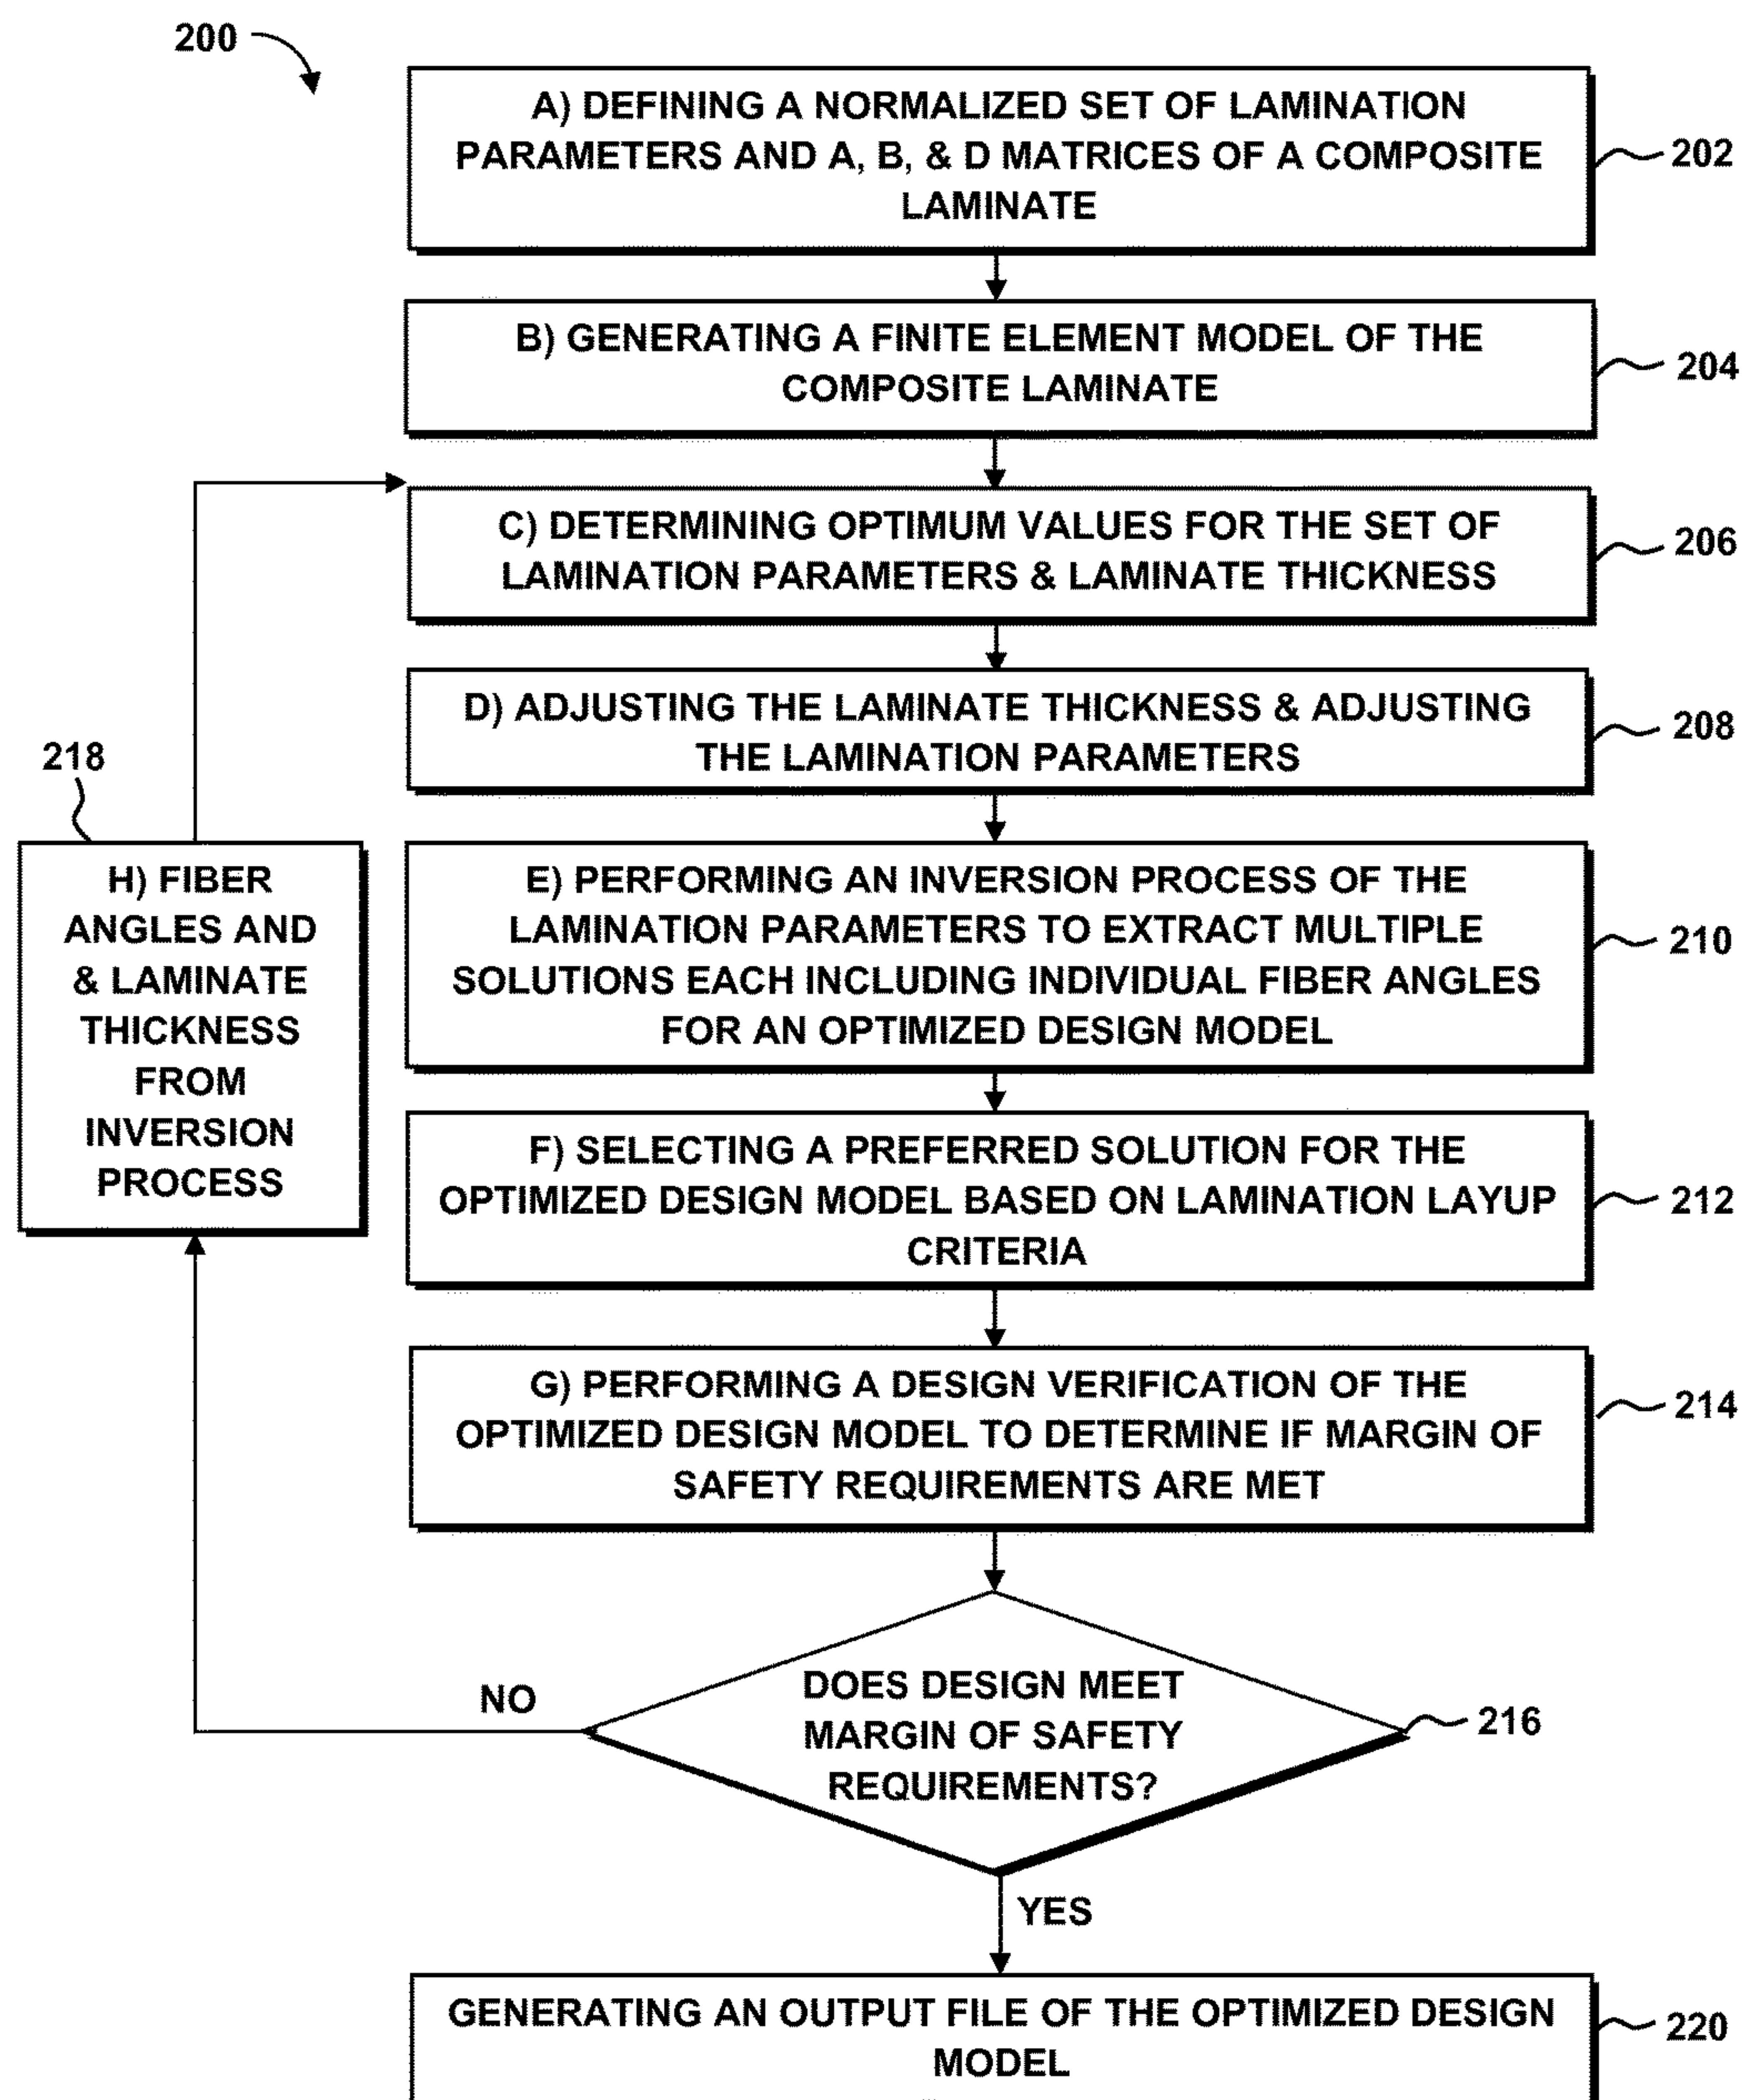 200
A) DEFINING A NORMALIZED SET OF LAMINATION
PARAMETERS AND A, B, & D MATRICES OF A COMPOSITE
LAMINATE
202
B) GENERATING A FINITE ELEMENT MODEL OF THE
COMPOSITE LAMINATE
204
C) DETERMINING OPTIMUM VALUES FOR THE SET OF
LAMINATION PARAMETERS & LAMINATE THICKNESS
206
D) ADJUSTING THE LAMINATE THICKNESS & ADJUSTING
THE LAMINATION PARAMETERS
208
218
H) FIBER
ANGLES AND
& LAMINATE
THICKNESS
FROM
INVERSION
PROCESS
E) PERFORMING AN INVERSION PROCESS OF THE
LAMINATION PARAMETERS TO EXTRACT MULTIPLE
SOLUTIONS EACH INCLUDING INDIVIDUAL FIBER ANGLES
FOR AN OPTIMIZED DESIGN MODEL
210
F) SELECTING A PREFERRED SOLUTION FOR THE
OPTIMIZED DESIGN MODEL BASED ON LAMINATION LAYUP
CRITERIA
212
G) PERFORMING A DESIGN VERIFICATION OF THE
OPTIMIZED DESIGN MODEL TO DETERMINE IF MARGIN OF
SAFETY REQUIREMENTS ARE MET
214
NO
DOES DESIGN MEET
MARGIN OF SAFETY
REQUIREMENTS?
216
YES
GENERATING AN OUTPUT FILE OF THE OPTIMIZED DESIGN
MODEL
220